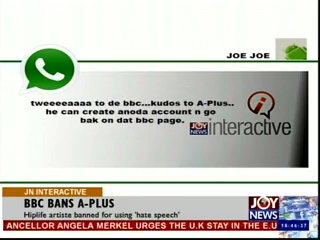 JOE JOE
tweeeeaaaa to de bbc...kudos to A-Plus..
he can create anoda account n go
bak on dat bbc page.
JOY
NEWS
interactive
JN INTERACTIVE
BBC BANS A-PLUS
Hiplife artiste banned for using 'hate speech'
JOY
NEWS
ANCELLOR ANGELA MERKEL URGES THE U.K STAY IN THE E.U
18:46:27